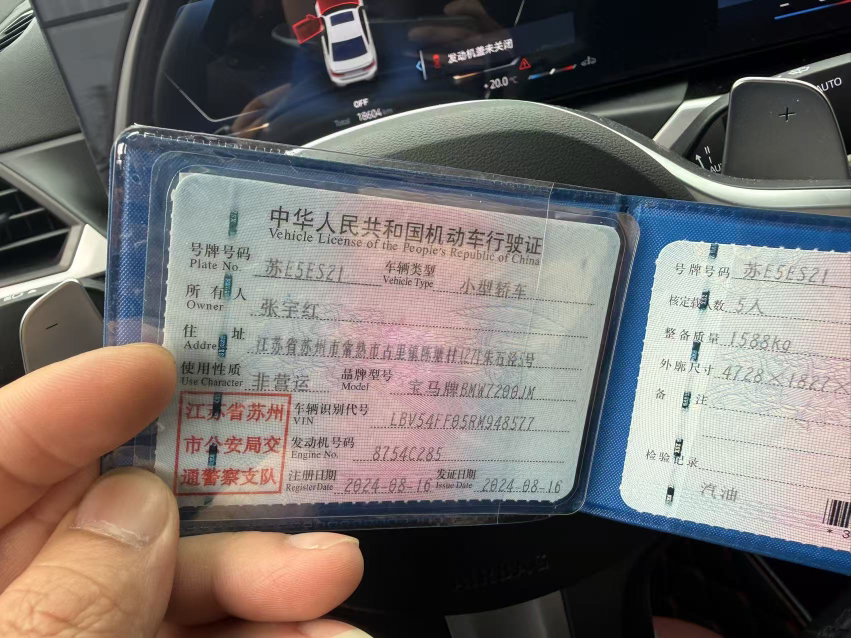 发动机盖未关闭
-20.0 °C
OFF
Total 18604 km
AUTO
中华人民共和国机动车行驶证
Vehicle License of the People's Republic of China
号牌号码 苏E5ES21 车辆类型 小型轿车
Plate No. Vehicle Type
所有人 张宇红
Owner
住址
Address
使用性质 非营运 品牌型号 宝马牌BMW7200JM
Use Character Model
江苏省苏州
市公安局交
通警察支队
车辆识别代号 LBV54FF05RM948577
VIN
发动机号码 8754C285
Engine No.
注册日期 2024-08-16 发证日期 2024-08-16
Register Date Issue Date
号牌号码 苏E5ES21
核定载人数 5人
整备质量 1588Kg
外廓尺寸 4728×1827×
备注
检验记录
汽油